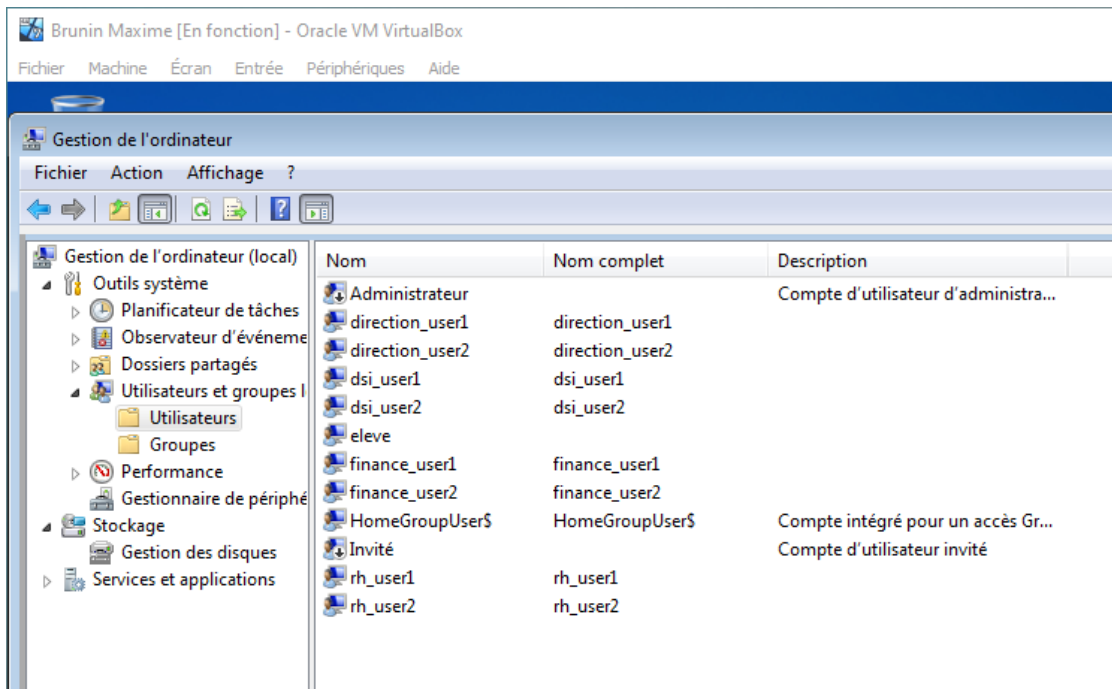 Brunin Maxime [En fonction] - Oracle VM VirtualBox
Fichier Machine Écran Entrée Périphériques Aide
Gestion de l'ordinateur
Fichier Action Affichage ?
Gestion de l'ordinateur (local)
Outils système
Planificateur de tâches
Observateur d'événeme
Dossiers partagés
Utilisateurs et groupes l
Utilisateurs
Groupes
Performance
Gestionnaire de périphé
Stockage
Gestion des disques
Services et applications
Nom Nom complet Description
Administrateur Compte d'utilisateur d'administra...
direction_user1 direction_user1
direction_user2 direction_user2
dsi_user1 dsi_user1
dsi_user2 dsi_user2
eleve
finance_user1 finance_user1
finance_user2 finance_user2
HomeGroupUser$ HomeGroupUser$ Compte intégré pour un accès Gr...
Invité Compte d'utilisateur invité
rh_user1 rh_user1
rh_user2 rh_user2